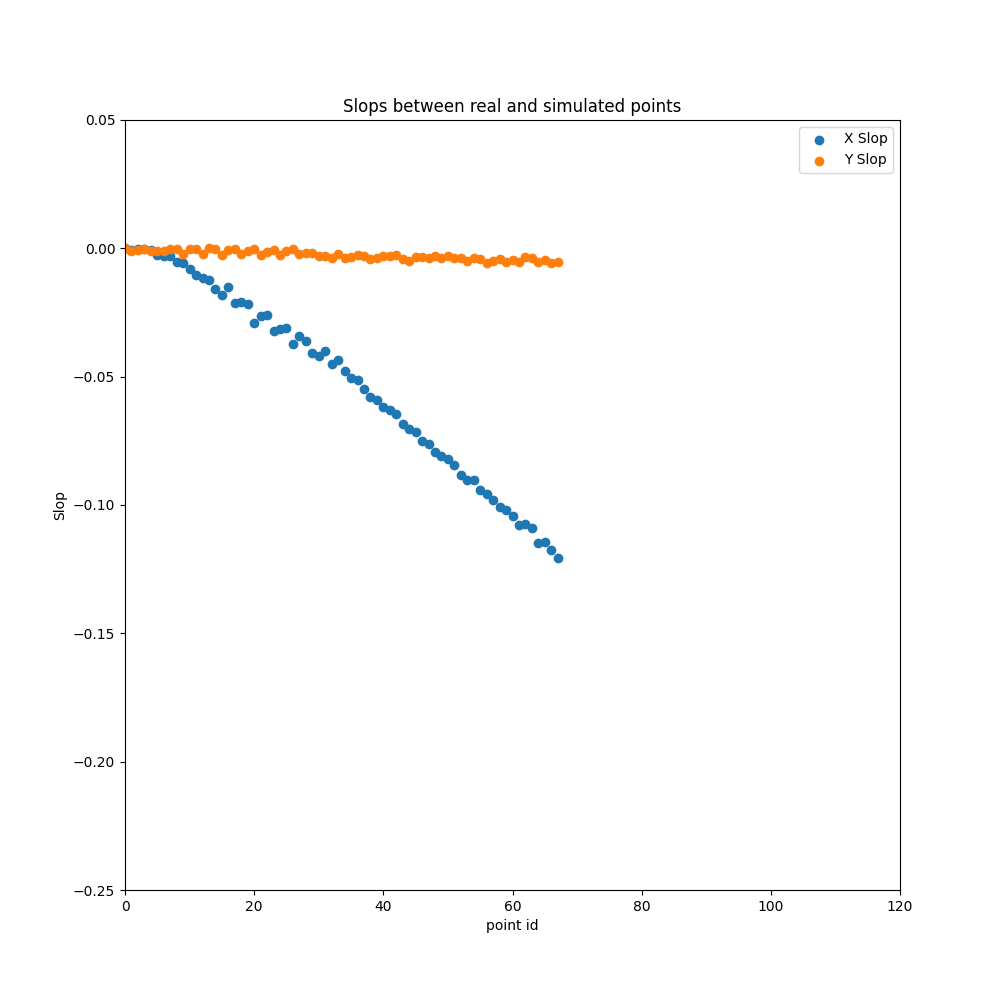 Slops between real and simulated points
X Slop
Y Slop
0.05
0.00
−0.05
−0.10
−0.15
−0.20
−0.25
Slop
0 20 40 60 80 100 120
point id